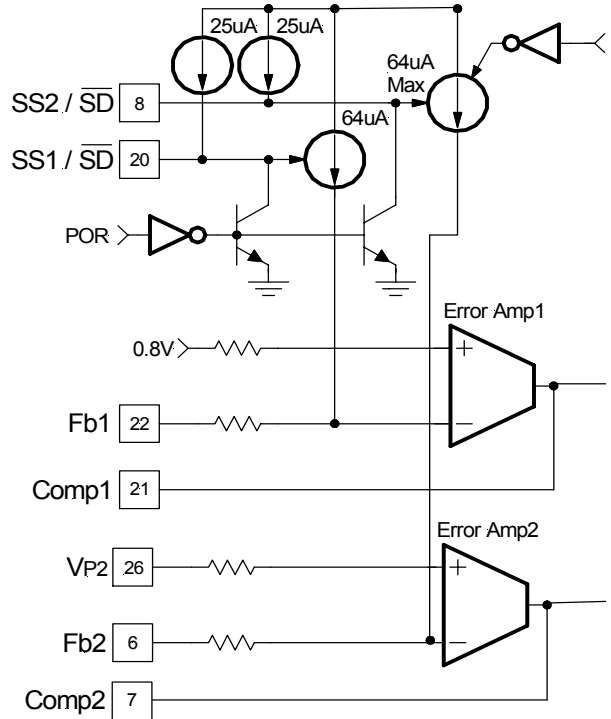 25uA
25uA
64uA
Max
SS2 / SD
8
64uA
SS1 / SD
20
POR
Error Amp1
0.8V
+
Fb1
22
−
Comp1
21
Error Amp2
VP2
26
+
Fb2
6
−
Comp2
7